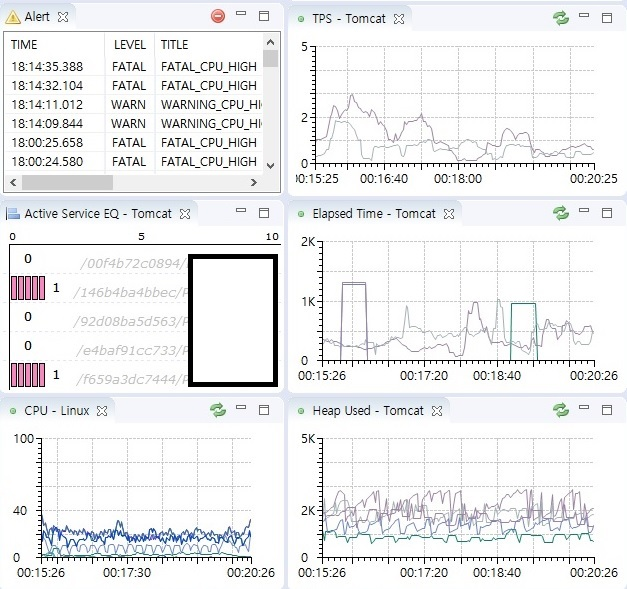 Alert
TIME LEVEL TITLE
18:14:35.388 FATAL FATAL_CPU_HIGH
18:14:32.104 FATAL FATAL_CPU_HIGH
18:14:11.012 WARN WARNING_CPU_HI
18:14:09.844 WARN WARNING_CPU_HI
18:00:25.658 FATAL FATAL_CPU_HIGH
18:00:24.580 FATAL FATAL_CPU_HIGH
TPS - Tomcat
5
2
0
00:15:25 00:16:40 00:18:00 00:20:25
Active Service EQ - Tomcat
0 5 10
0 /00f4b72c0894/
1 /146b4ba4bbec/P
0 /92d08ba5d563/P
0 /e4baf91cc733/P
1 /f659a3dc7444/P
Elapsed Time - Tomcat
2K
1K
0
00:15:26 00:17:20 00:18:40 00:20:26
CPU - Linux
100
40
0
00:15:26 00:17:30 00:20:26
Heap Used - Tomcat
5K
2K
0
00:15:26 00:17:20 00:18:40 00:20:26